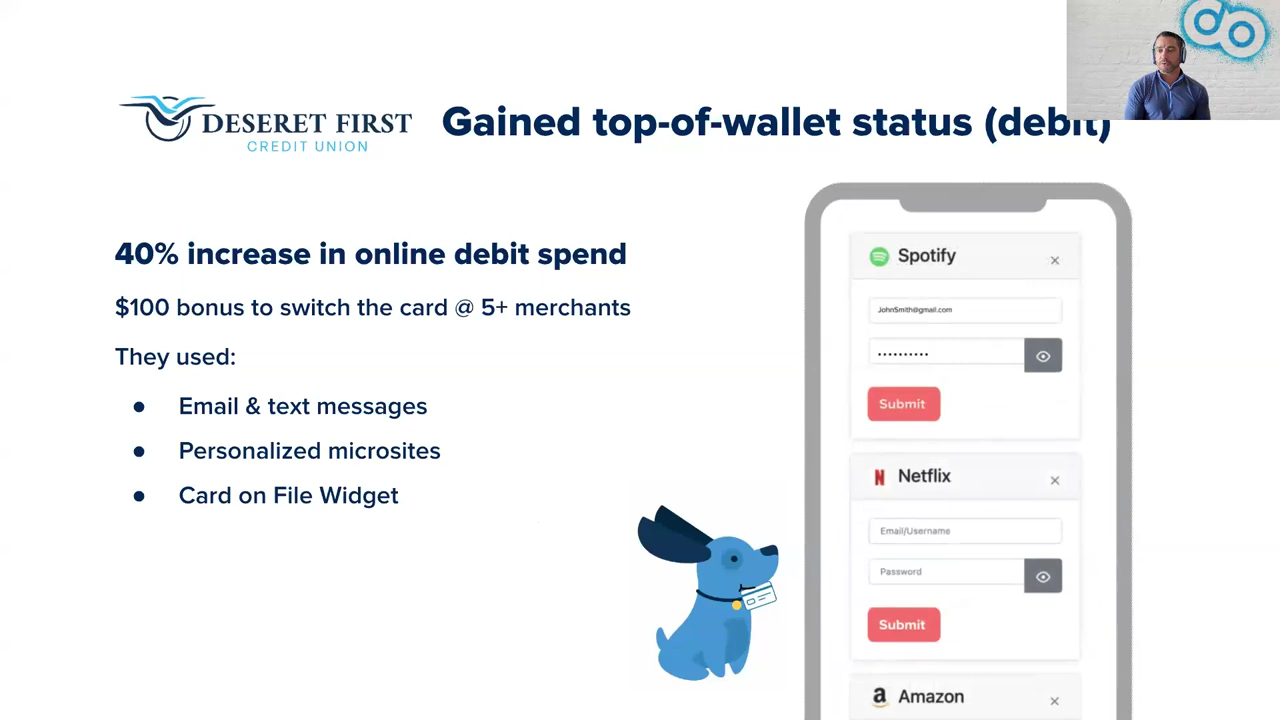 DESERET FIRST
CREDIT UNION
Gained top-of-wallet status (debit)
40% increase in online debit spend
$100 bonus to switch the card @ 5+ merchants
They used:
● Email & text messages
● Personalized microsites
● Card on File Widget
Spotify
×
JohnSmith@gmail.com
••••••••••
Submit
N Netflix
×
Email/Username
Password
Submit
a Amazon
×
do